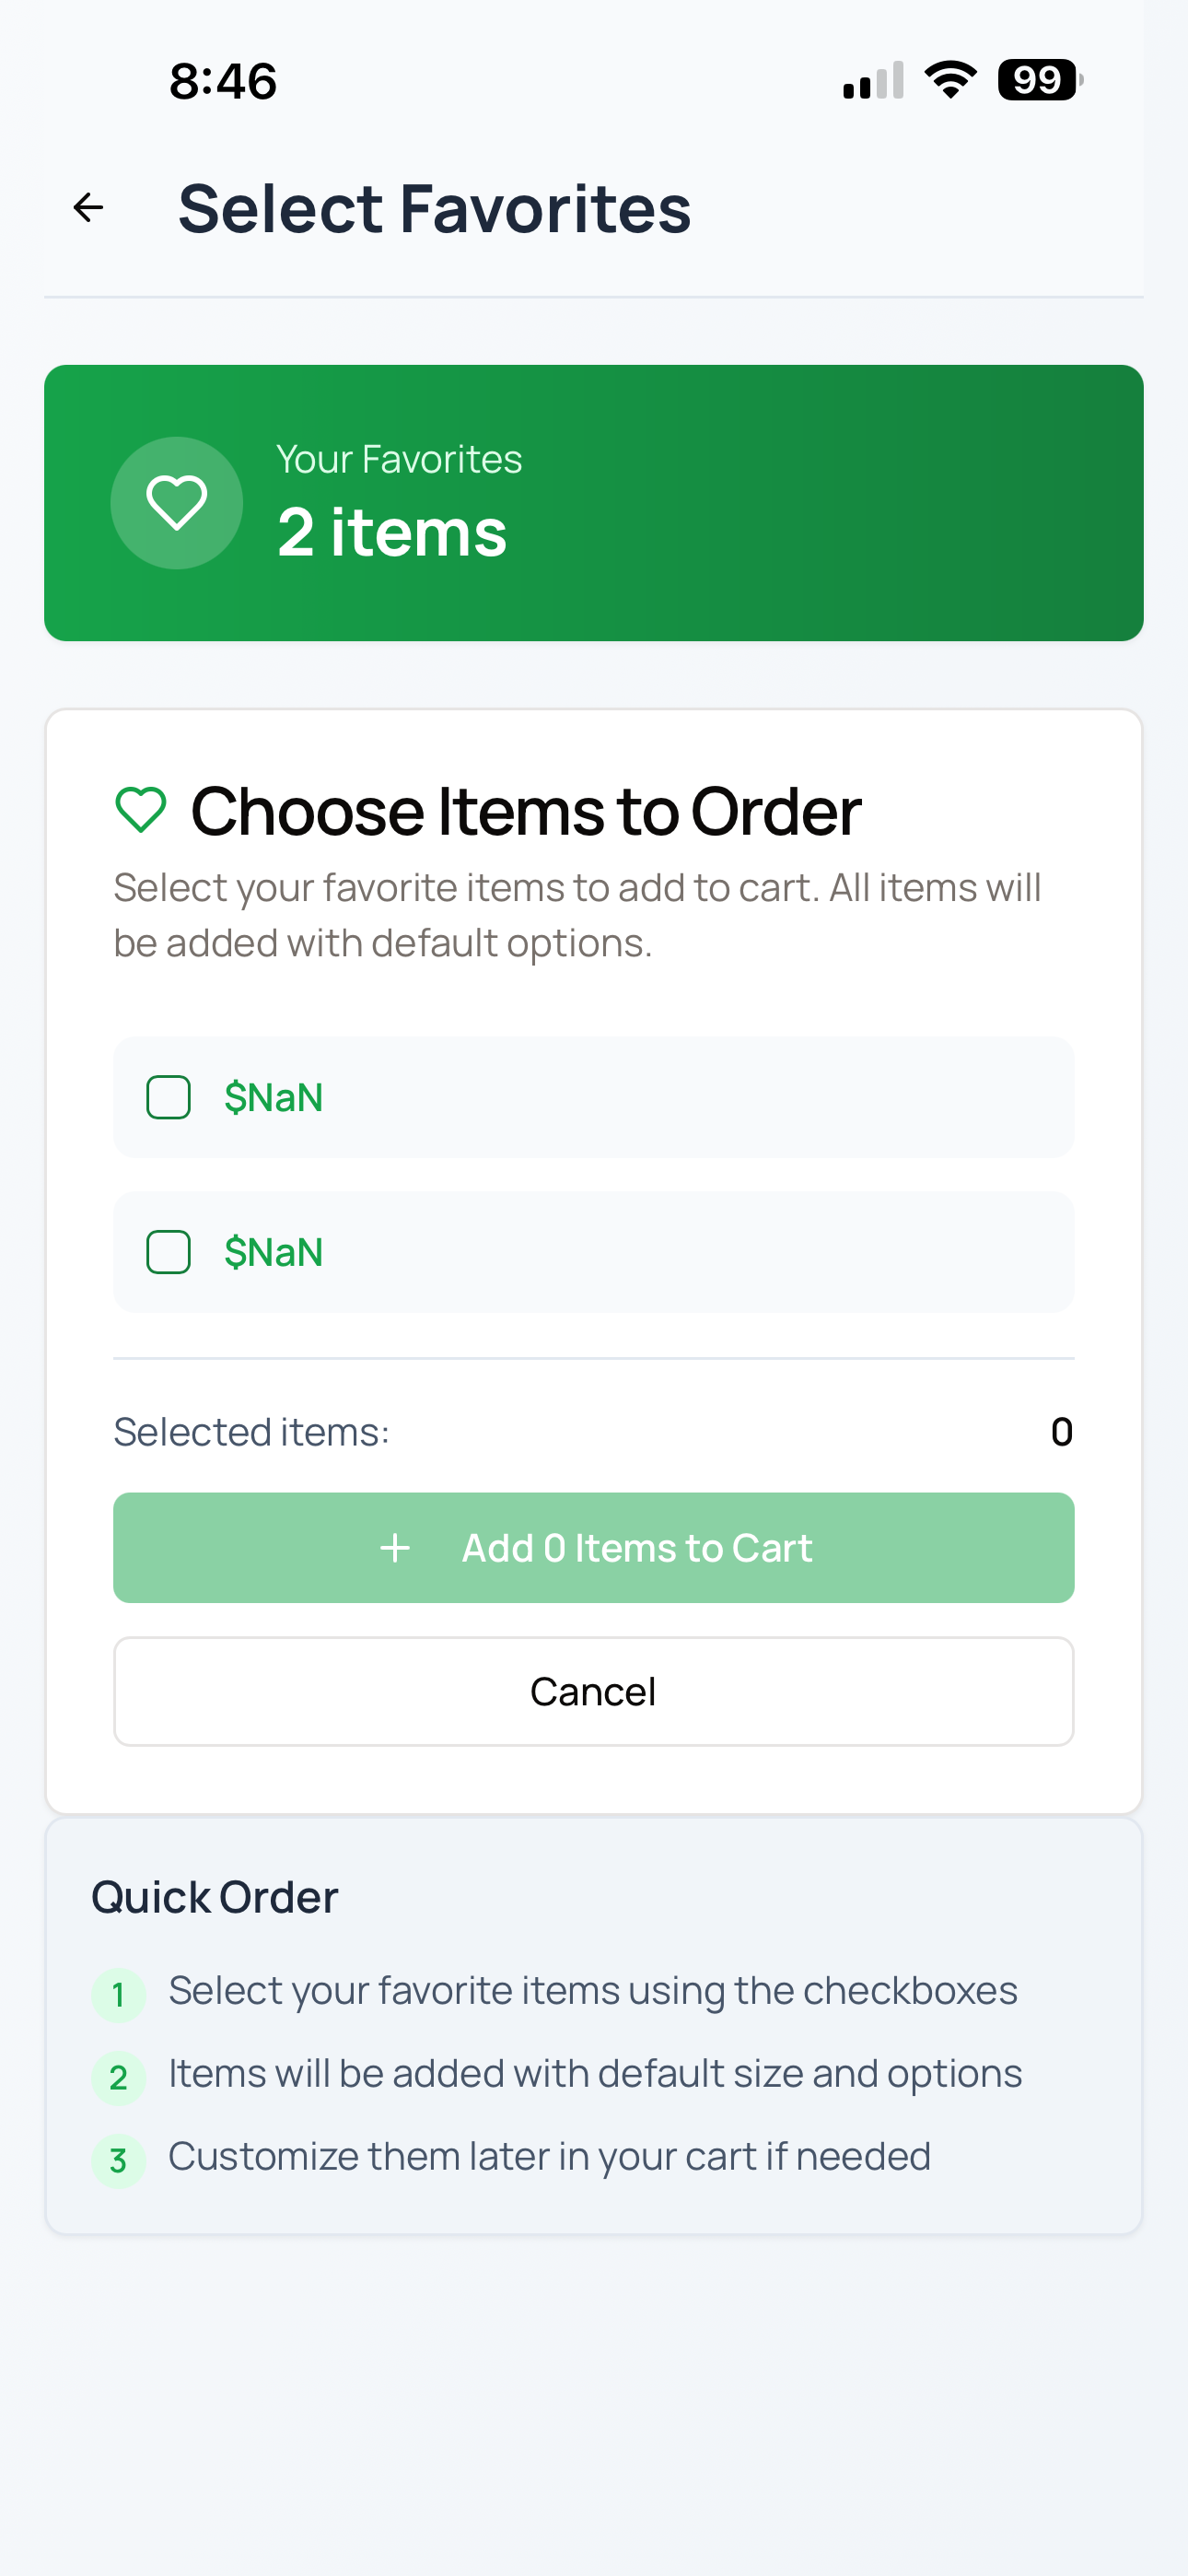 8:46
99
Select Favorites
Your Favorites
2 items
Choose Items to Order
Select your favorite items to add to cart. All items will
be added with default options.
$NaN
$NaN
Selected items: 0
Add 0 Items to Cart
Cancel
Quick Order
1 Select your favorite items using the checkboxes
2 Items will be added with default size and options
3 Customize them later in your cart if needed